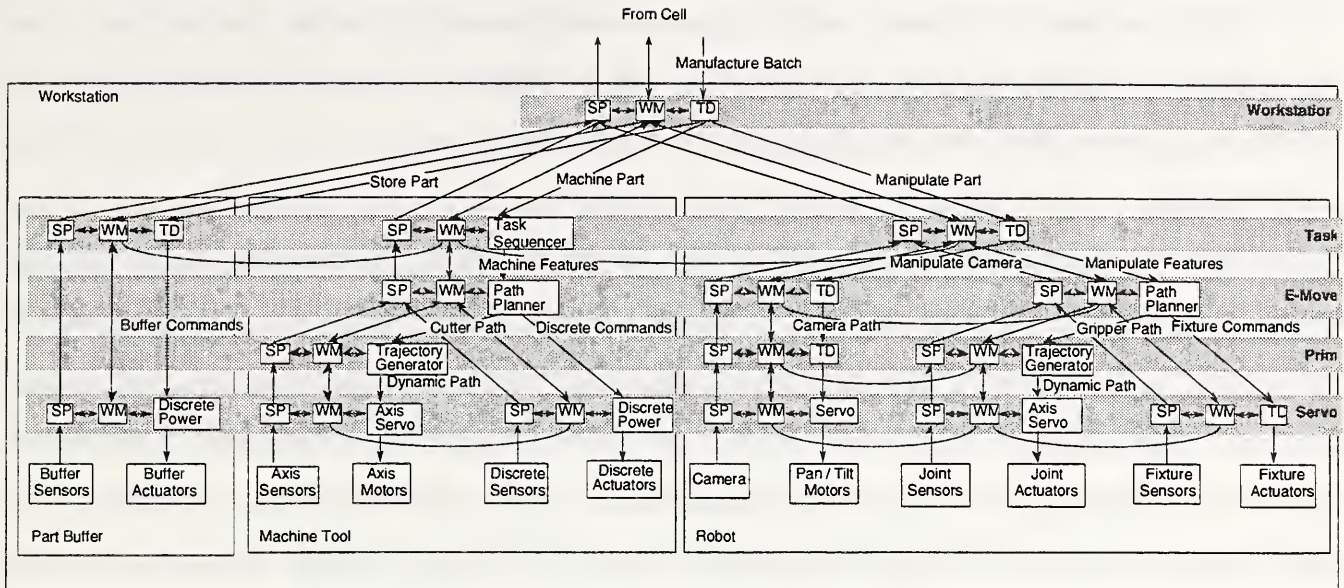 From Cell
Manufacture Batch
Workstation
SP WM TD Workstation
Store Part Machine Part Manipulate Part
SP WM TD SP WM Task Sequencer SP WM TD Task
Machine Features Manipulate Camera Manipulate Features
SP WM Path Planner SP WM TD SP WM Path Planner E-Move
Buffer Commands Cutter Path Discrete Commands Camera Path Gripper Path Fixture Commands
SP WM Trajectory Generator SP WM TD SP WM Trajectory Generator Prim
Dynamic Path Dynamic Path
SP WM Discrete Power SP WM Axis Servo SP WM Discrete Power SP WM Servo SP WM Axis Servo SP WM TD Servo
Buffer Sensors Buffer Actuators Axis Sensors Axis Motors Discrete Sensors Discrete Actuators Camera Pan / Tilt Motors Joint Sensors Joint Actuators Fixture Sensors Fixture Actuators
Part Buffer Machine Tool Robot